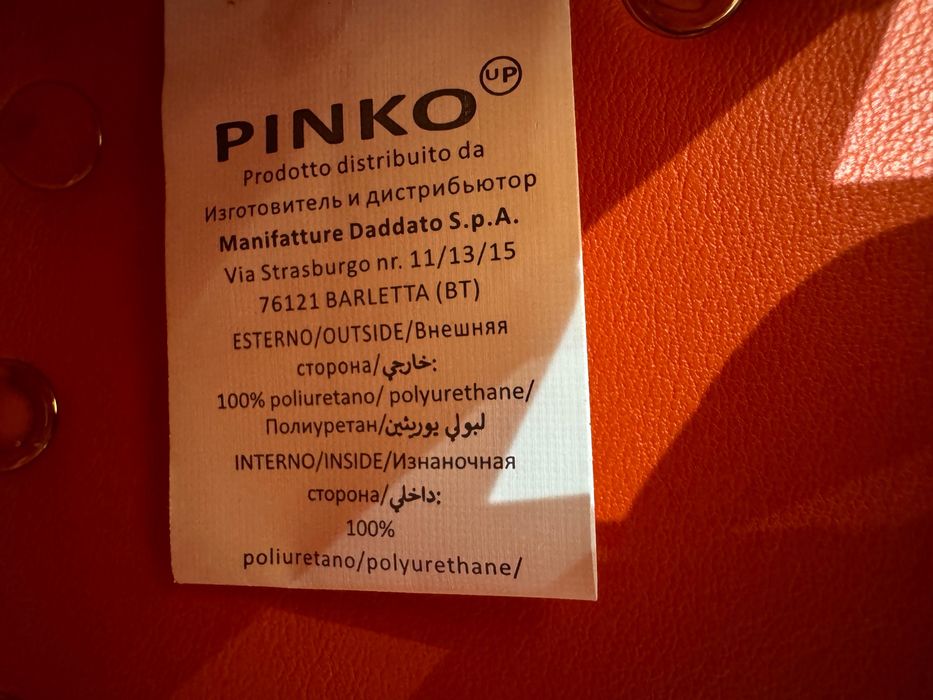 PINKO UP
Prodotto distribuito da
Изготовитель и дистрибьютор
Manifatture Daddato S.p.A.
Via Strasburgo nr. 11/13/15
76121 BARLETTA (BT)
ESTERNO/OUTSIDE/Внешняя
сторона/خارجي:
100% poliuretano/ polyurethane/
Полиуретан/لبولي يوريثين
INTERNO/INSIDE/Изнаночная
сторона/داخلي:
100%
poliuretano/polyurethane/